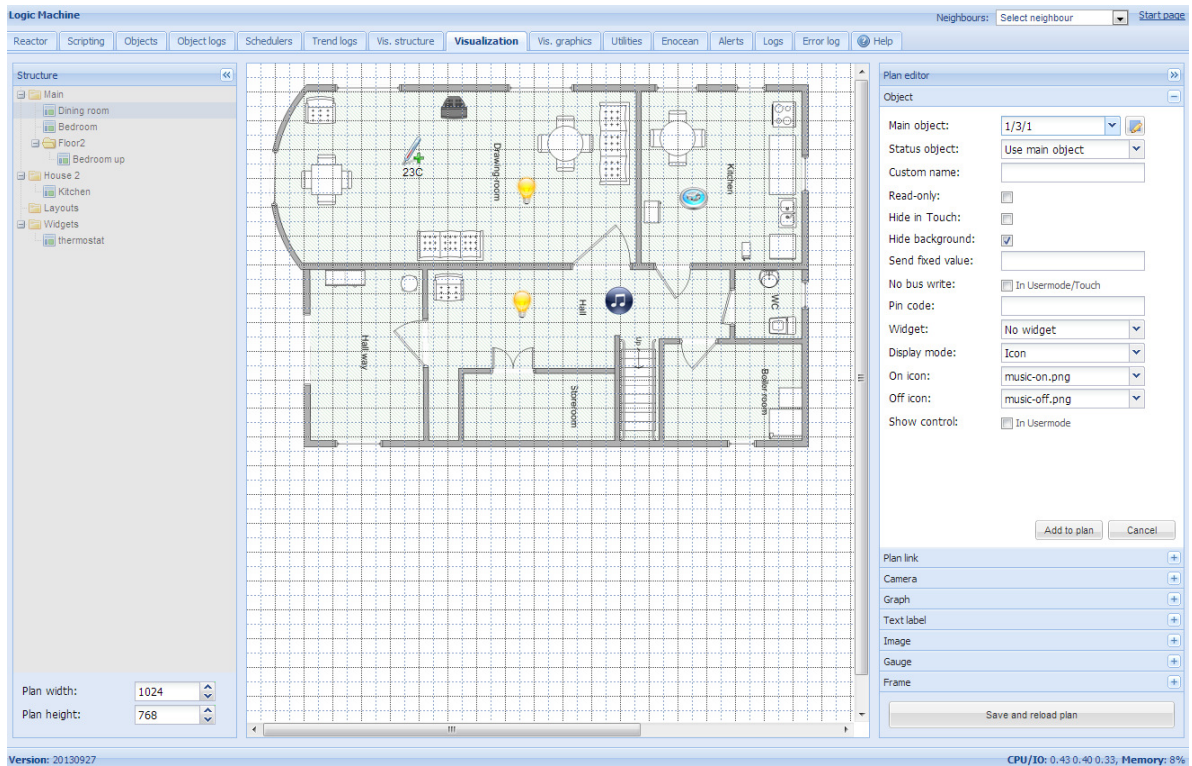 Logic Machine
Neighbours: Select neighbour Start page
Reactor Scripting Objects Object logs Schedulers Trend logs Vis. structure Visualization Vis. graphics Utilities Enocean Alerts Logs Error log Help
Structure
Main
Dining room
Bedroom
Floor2
Bedroom up
House 2
Kitchen
Layouts
Widgets
thermostat
Plan width: 1024
Plan height: 768
23C
Drawing-room
Kitchen
Hall
WC
Hall way
Up
Storeroom
Boiler room
Plan editor
Object
Main object: 1/3/1
Status object: Use main object
Custom name:
Read-only:
Hide in Touch:
Hide background:
Send fixed value:
No bus write: In Usermode/Touch
Pin code:
Widget: No widget
Display mode: Icon
On icon: music-on.png
Off icon: music-off.png
Show control: In Usermode
Add to plan Cancel
Plan link
Camera
Graph
Text label
Image
Gauge
Frame
Save and reload plan
Version: 20130927
CPU/IO: 0.43 0.40 0.33, Memory: 8%